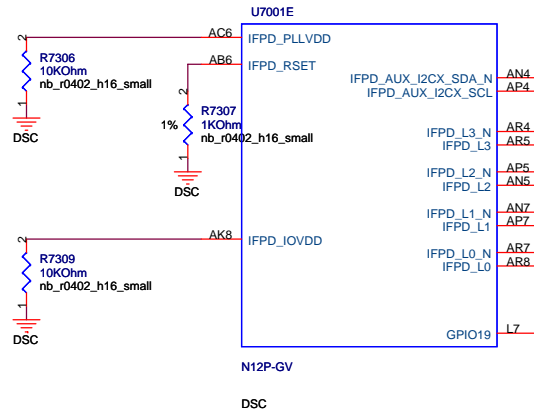 U7001E
2
R7306
10KOhm
nb_r0402_h16_small
1
DSC
AC6
IFPD_PLLVDD
AB6
IFPD_RSET
2
R7307
1%
1KOhm
nb_r0402_h16_small
1
DSC
2
R7309
10KOhm
nb_r0402_h16_small
1
DSC
AK8
IFPD_IOVDD
IFPD_AUX_I2CX_SDA_N
AN4
IFPD_AUX_I2CX_SCL
AP4
IFPD_L3_N
AR4
IFPD_L3
AR5
IFPD_L2_N
AP5
IFPD_L2
AN5
IFPD_L1_N
AN7
IFPD_L1
AP7
IFPD_L0_N
AR7
IFPD_L0
AR8
GPIO19
L7
N12P-GV
DSC